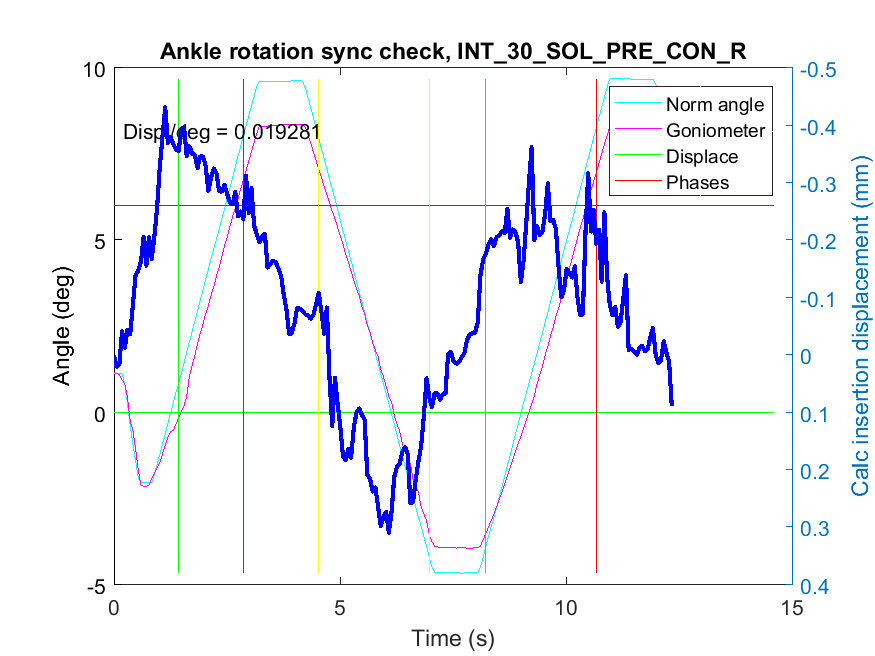 Ankle rotation sync check, INT_30_SOL_PRE_CON_R
10
5
0
-5
Angle (deg)
Displ/deg = 0.019281
Norm angle
Goniometer
Displace
Phases
-0.5
-0.4
-0.3
-0.2
-0.1
0
0.1
0.2
0.3
0.4
Calc insertion displacement (mm)
0
5
10
15
Time (s)